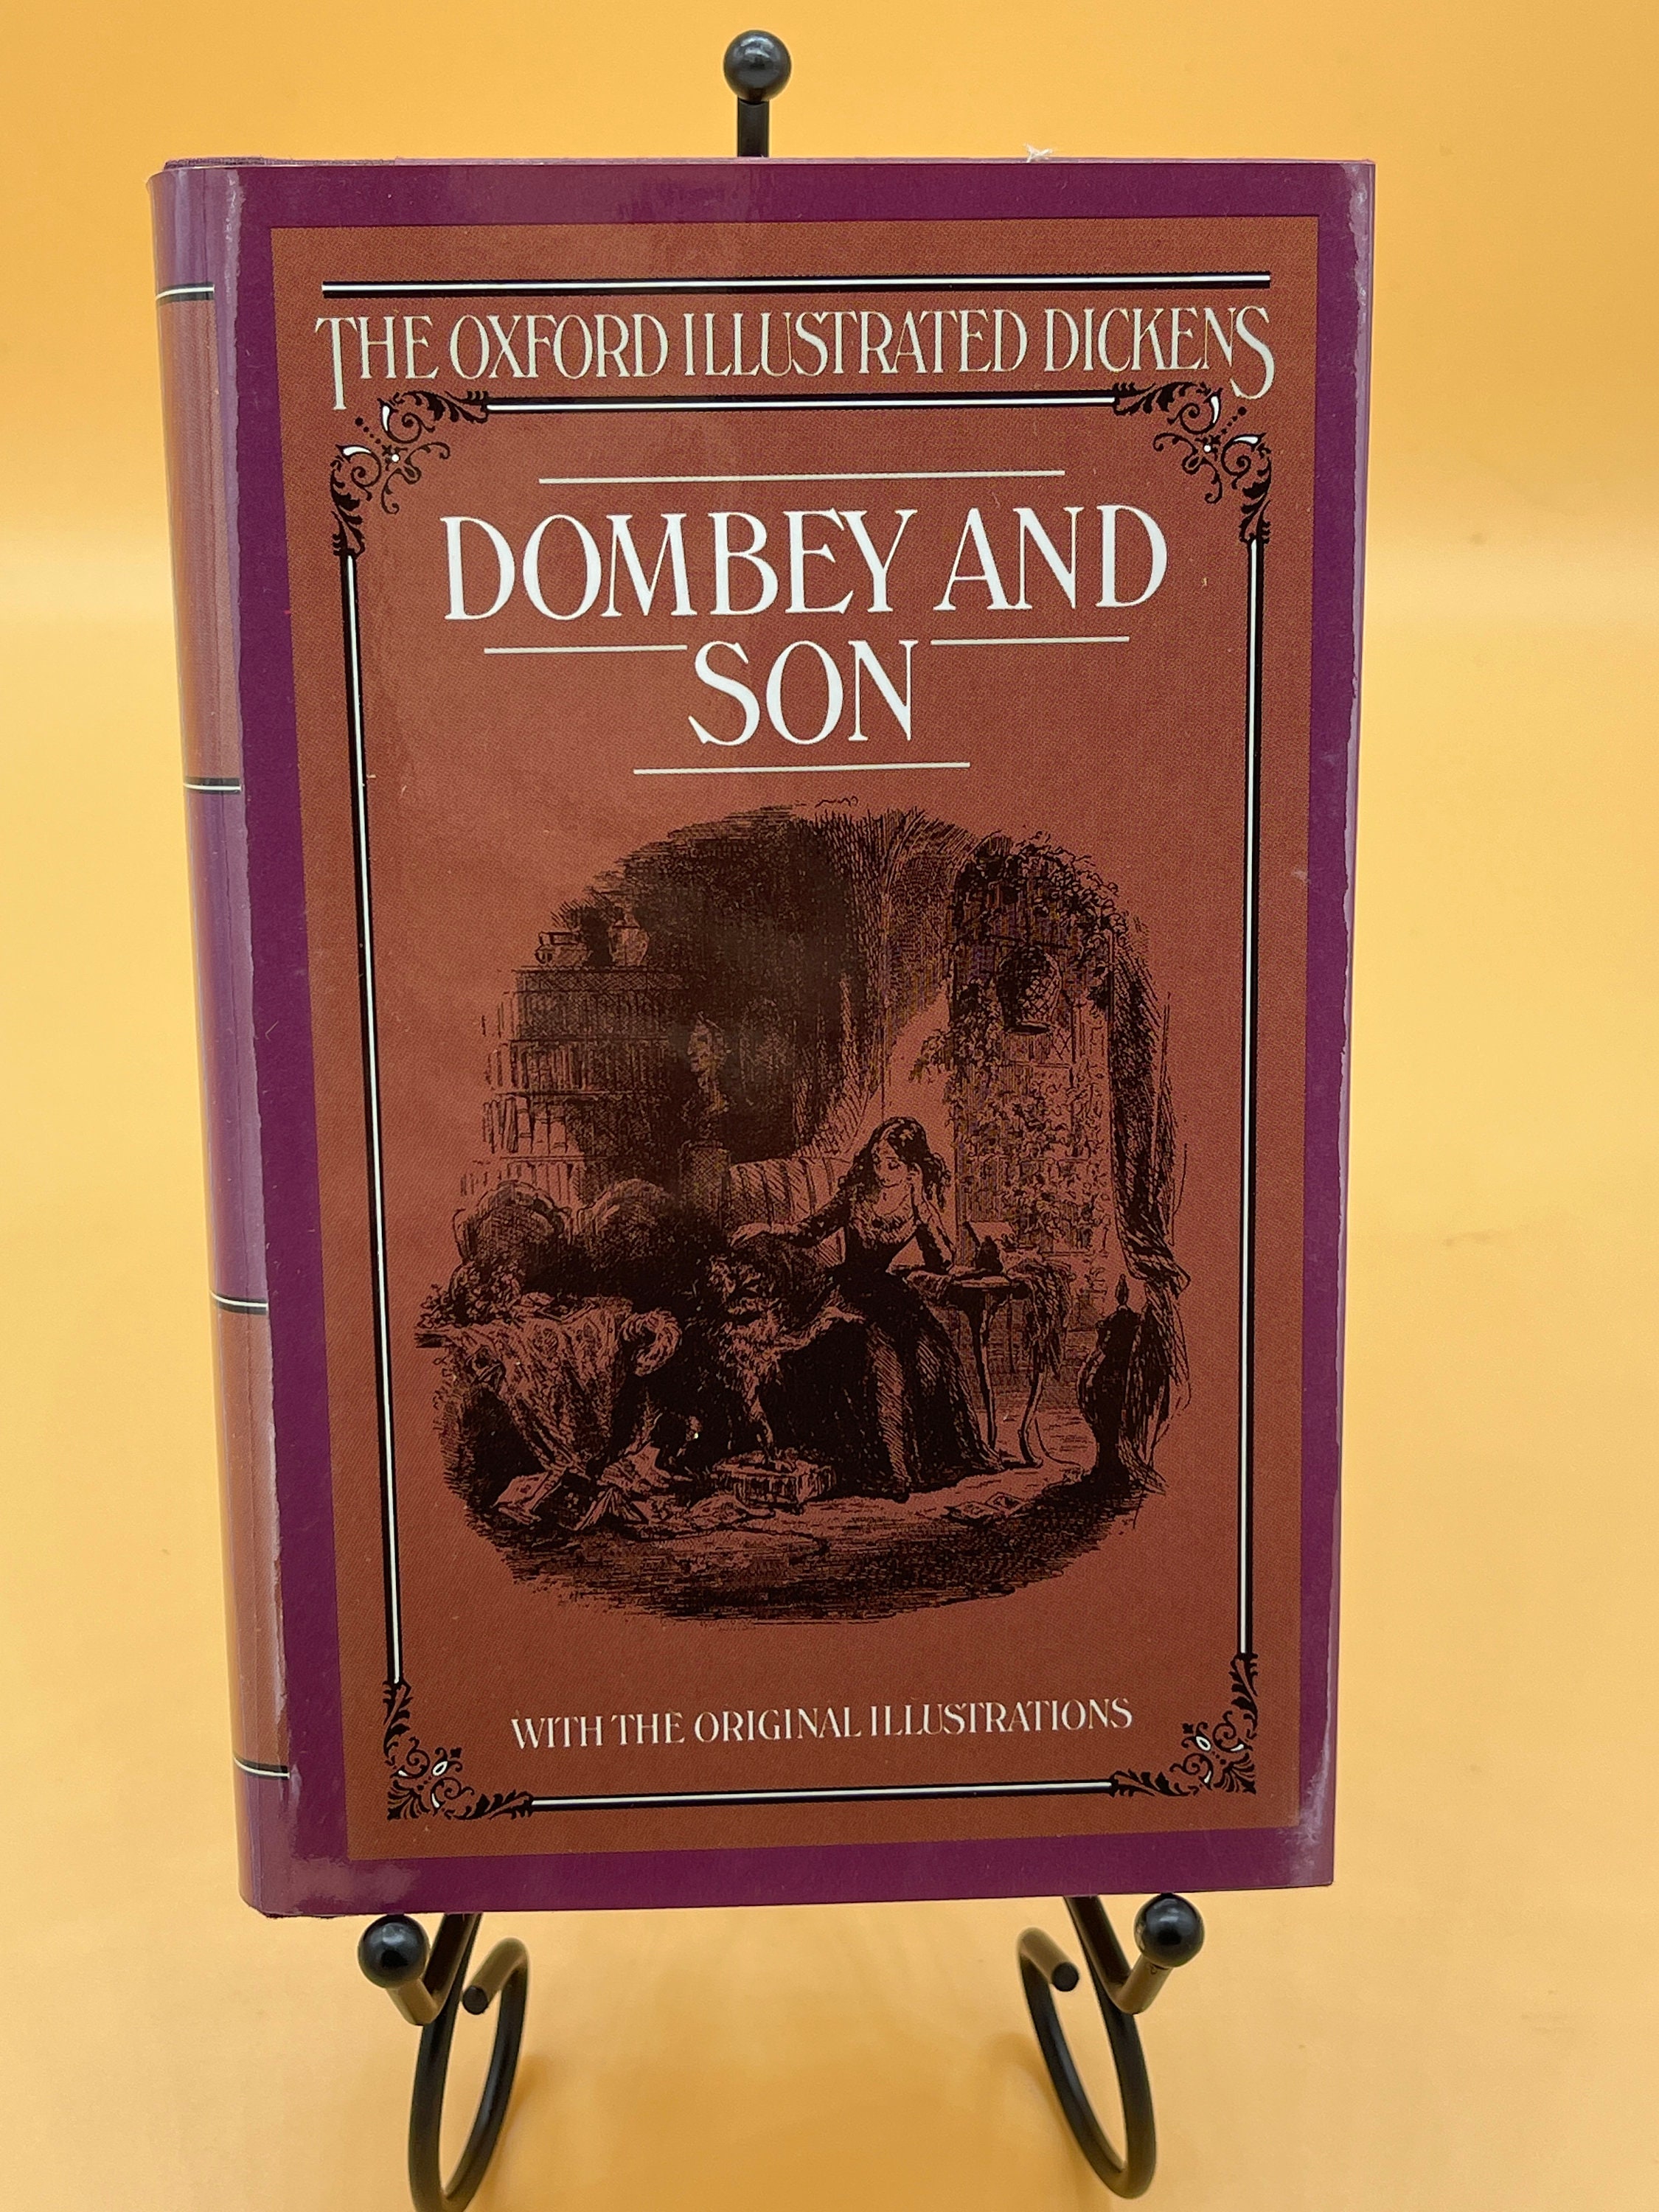 THE OXFORD ILLUSTRATED DICKENS
DOMBEY AND
SON
WITH THE ORIGINAL ILLUSTRATIONS